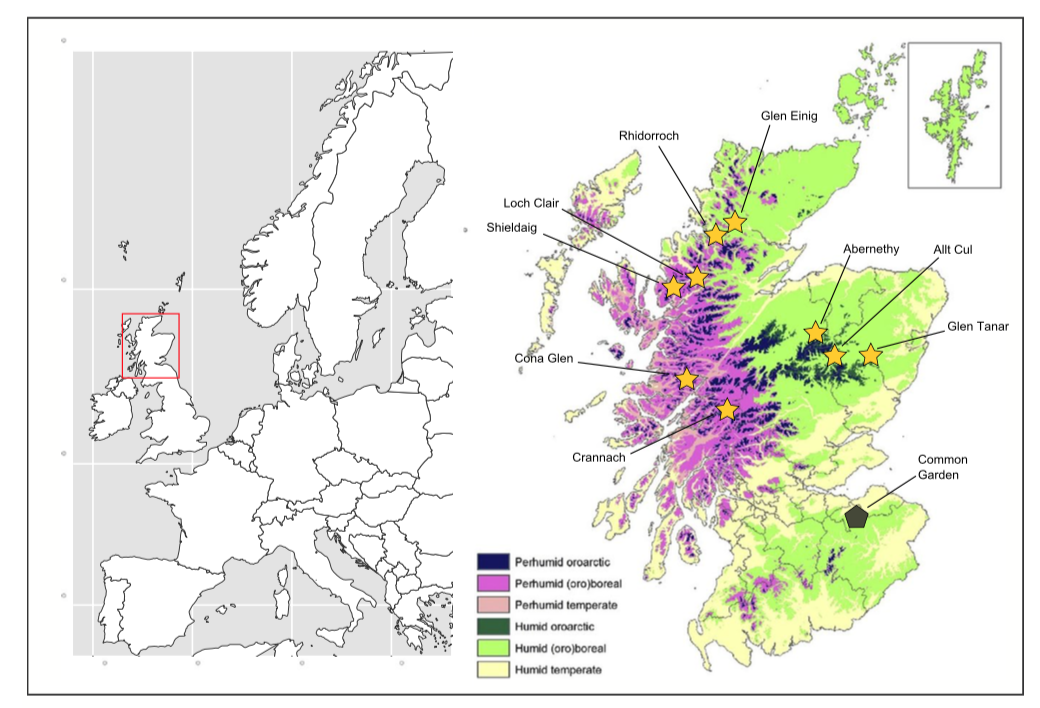 Glen Einig
Rhidorroch
Loch Clair
Shieldaig
Abernethy
Allt Cul
Glen Tanar
Cona Glen
Crannach
Common
Garden
Perhumid oroarctic
Perhumid (oro)boreal
Perhumid temperate
Humid oroarctic
Humid (oro)boreal
Humid temperate